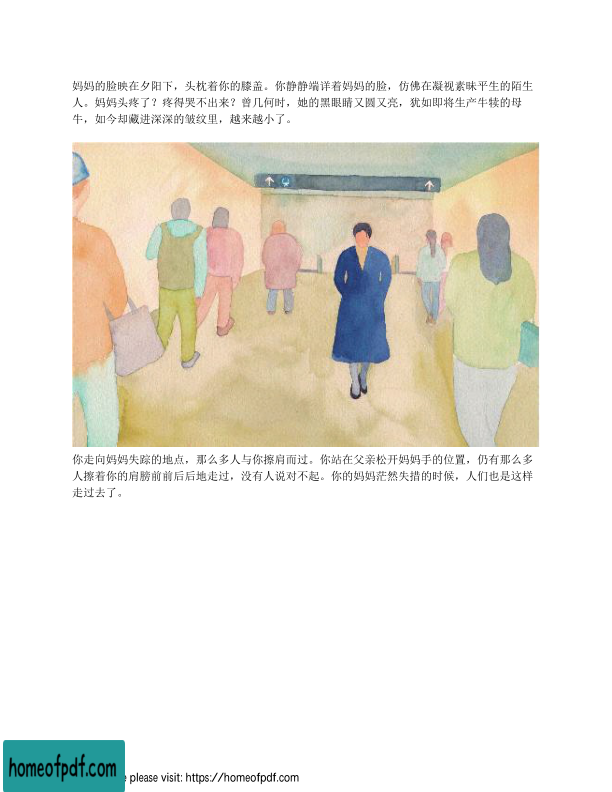 妈妈的脸映在夕阳下，头枕着你的膝盖。你静静端详着妈妈的脸，仿佛在凝视素昧平生的陌生
人。妈妈头疼了？疼得哭不出来？曾几何时，她的黑眼睛又圆又亮，犹如即将生产牛犊的母
牛，如今却藏进深深的皱纹里，越来越小了。
你走向妈妈失踪的地点，那么多人与你擦肩而过。你站在父亲松开妈妈手的位置，仍有那么多
人擦着你的肩膀前前后后地走过，没有人说对不起。你的妈妈茫然失措的时候，人们也是这样
走过去了。
homeofpdf.com
e please visit: https://homeofpdf.com